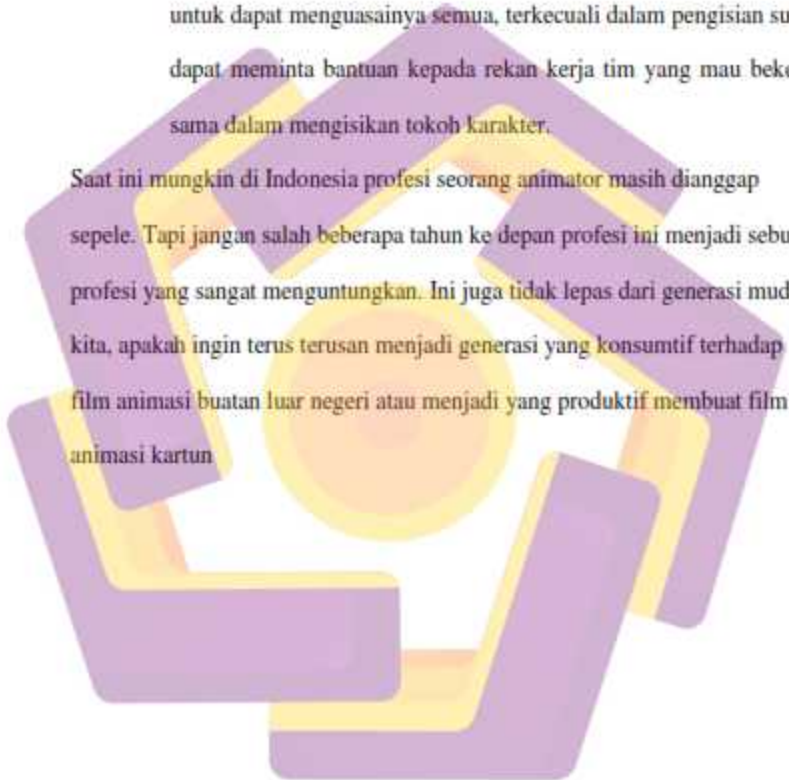 untuk dapat menguasainya semua, terkecuali dalam pengisian su
dapat meminta bantuan kepada rekan kerja tim yang mau beke
sama dalam mengisikan tokoh karakter.
Saat ini mungkin di Indonesia profesi seorang animator masih dianggap
sepele. Tapi jangan salah beberapa tahun ke depan profesi ini menjadi sebu
profesi yang sangat menguntungkan. Ini juga tidak lepas dari generasi mud
kita, apakah ingin terus terusan menjadi generasi yang konsumtif terhadap
film animasi buatan luar negeri atau menjadi yang produktif membuat film
animasi kartun